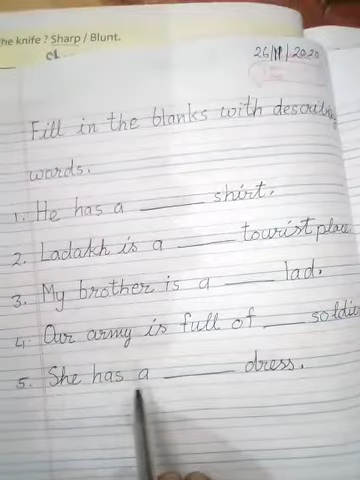 he knife ? Sharp / Blunt.
26/11/2020
Fill in the blanks with describing
words.
1. He has a ______ shirt.
2. Ladakh is a ______ tourist place.
3. My brother is a ______ lad.
4. Our army is full of ______ soldie
5. She has a ______ dress.